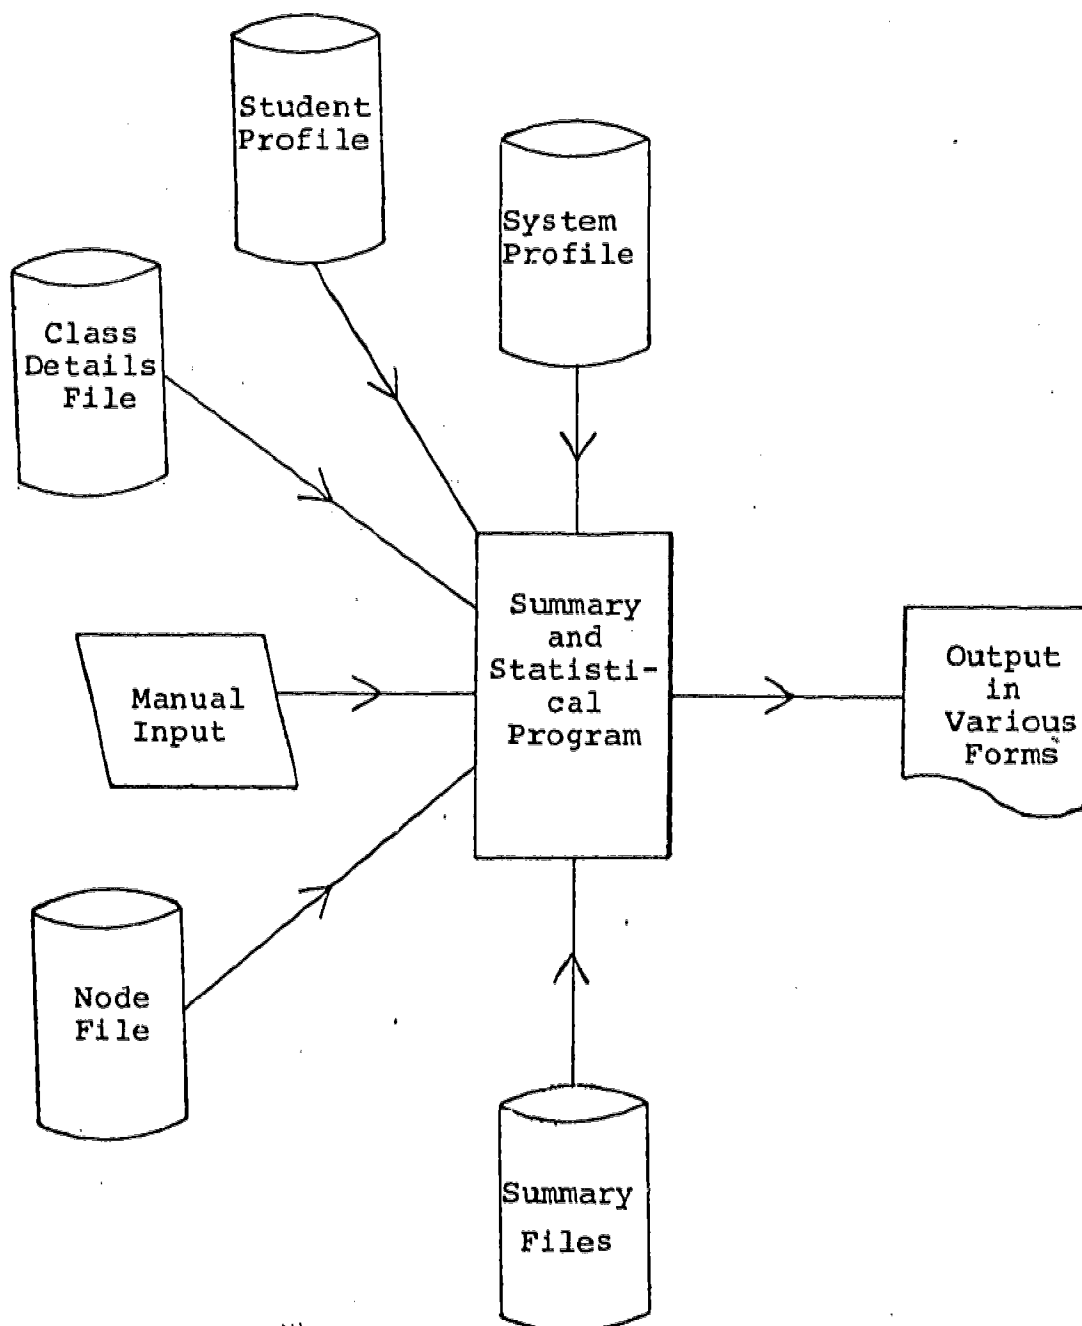 Student
Profile
System
Profile
Class
Details
File
Summary
and
Statisti-
cal
Program
Manual
Input
Output
in
Various
Forms
Node
File
Summary
Files